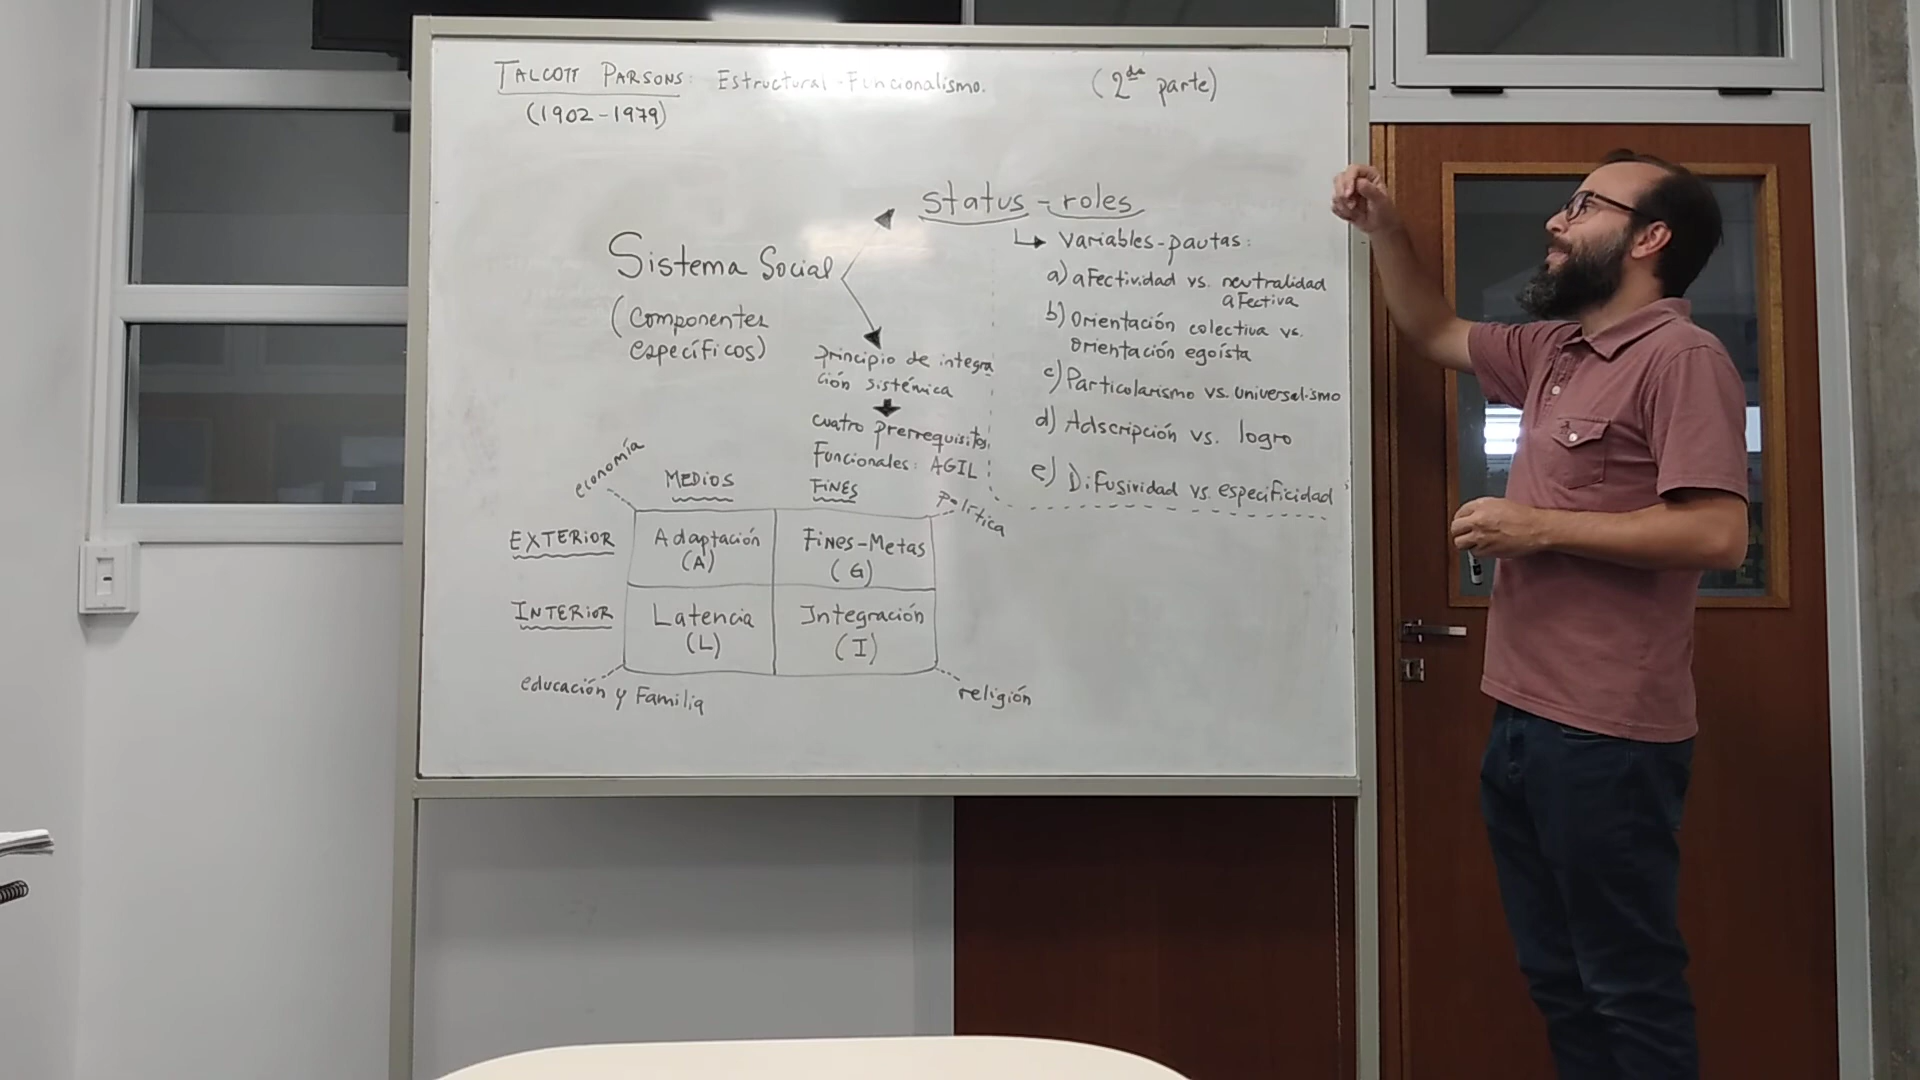 TALCOTT PARSONS: Estructural-Funcionalismo. (2da parte)
(1902-1979)
status-roles
Variables-pautas:
a) afectividad vs. neutralidad
afectiva
b) Orientación colectiva vs.
Orientación egoísta
c) Particularismo vs. universalismo
d) Adscripción vs. logro
e) Difusividad vs. especificidad
Sistema Social
(componentes
específicos)
principio de integra
ción sistémica
cuatro prerrequisitos
Funcionales: AGIL
economía
MEDIOS
FINES
política
EXTERIOR
Adaptación
(A)
Fines-Metas
(G)
INTERIOR
Latencia
(L)
Integración
(I)
educación y Familia
religión